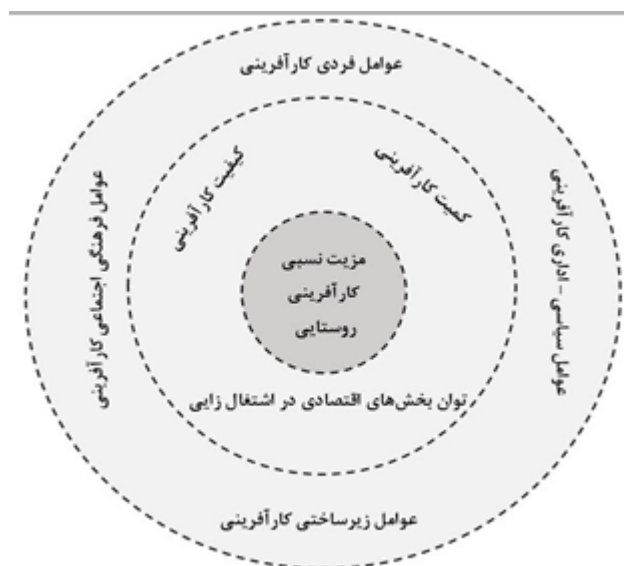 عوامل فردی کارآفرینی
کمیت کارآفرینی
کیفیت کارآفرینی
عوامل سیاسی - اداری کارآفرینی
عوامل فرهنگی اجتماعی کارآفرینی
مزیت نسبی
کارآفرینی
روستایی
توان بخش‌های اقتصادی در اشتغال زایی
عوامل زیرساختی کارآفرینی